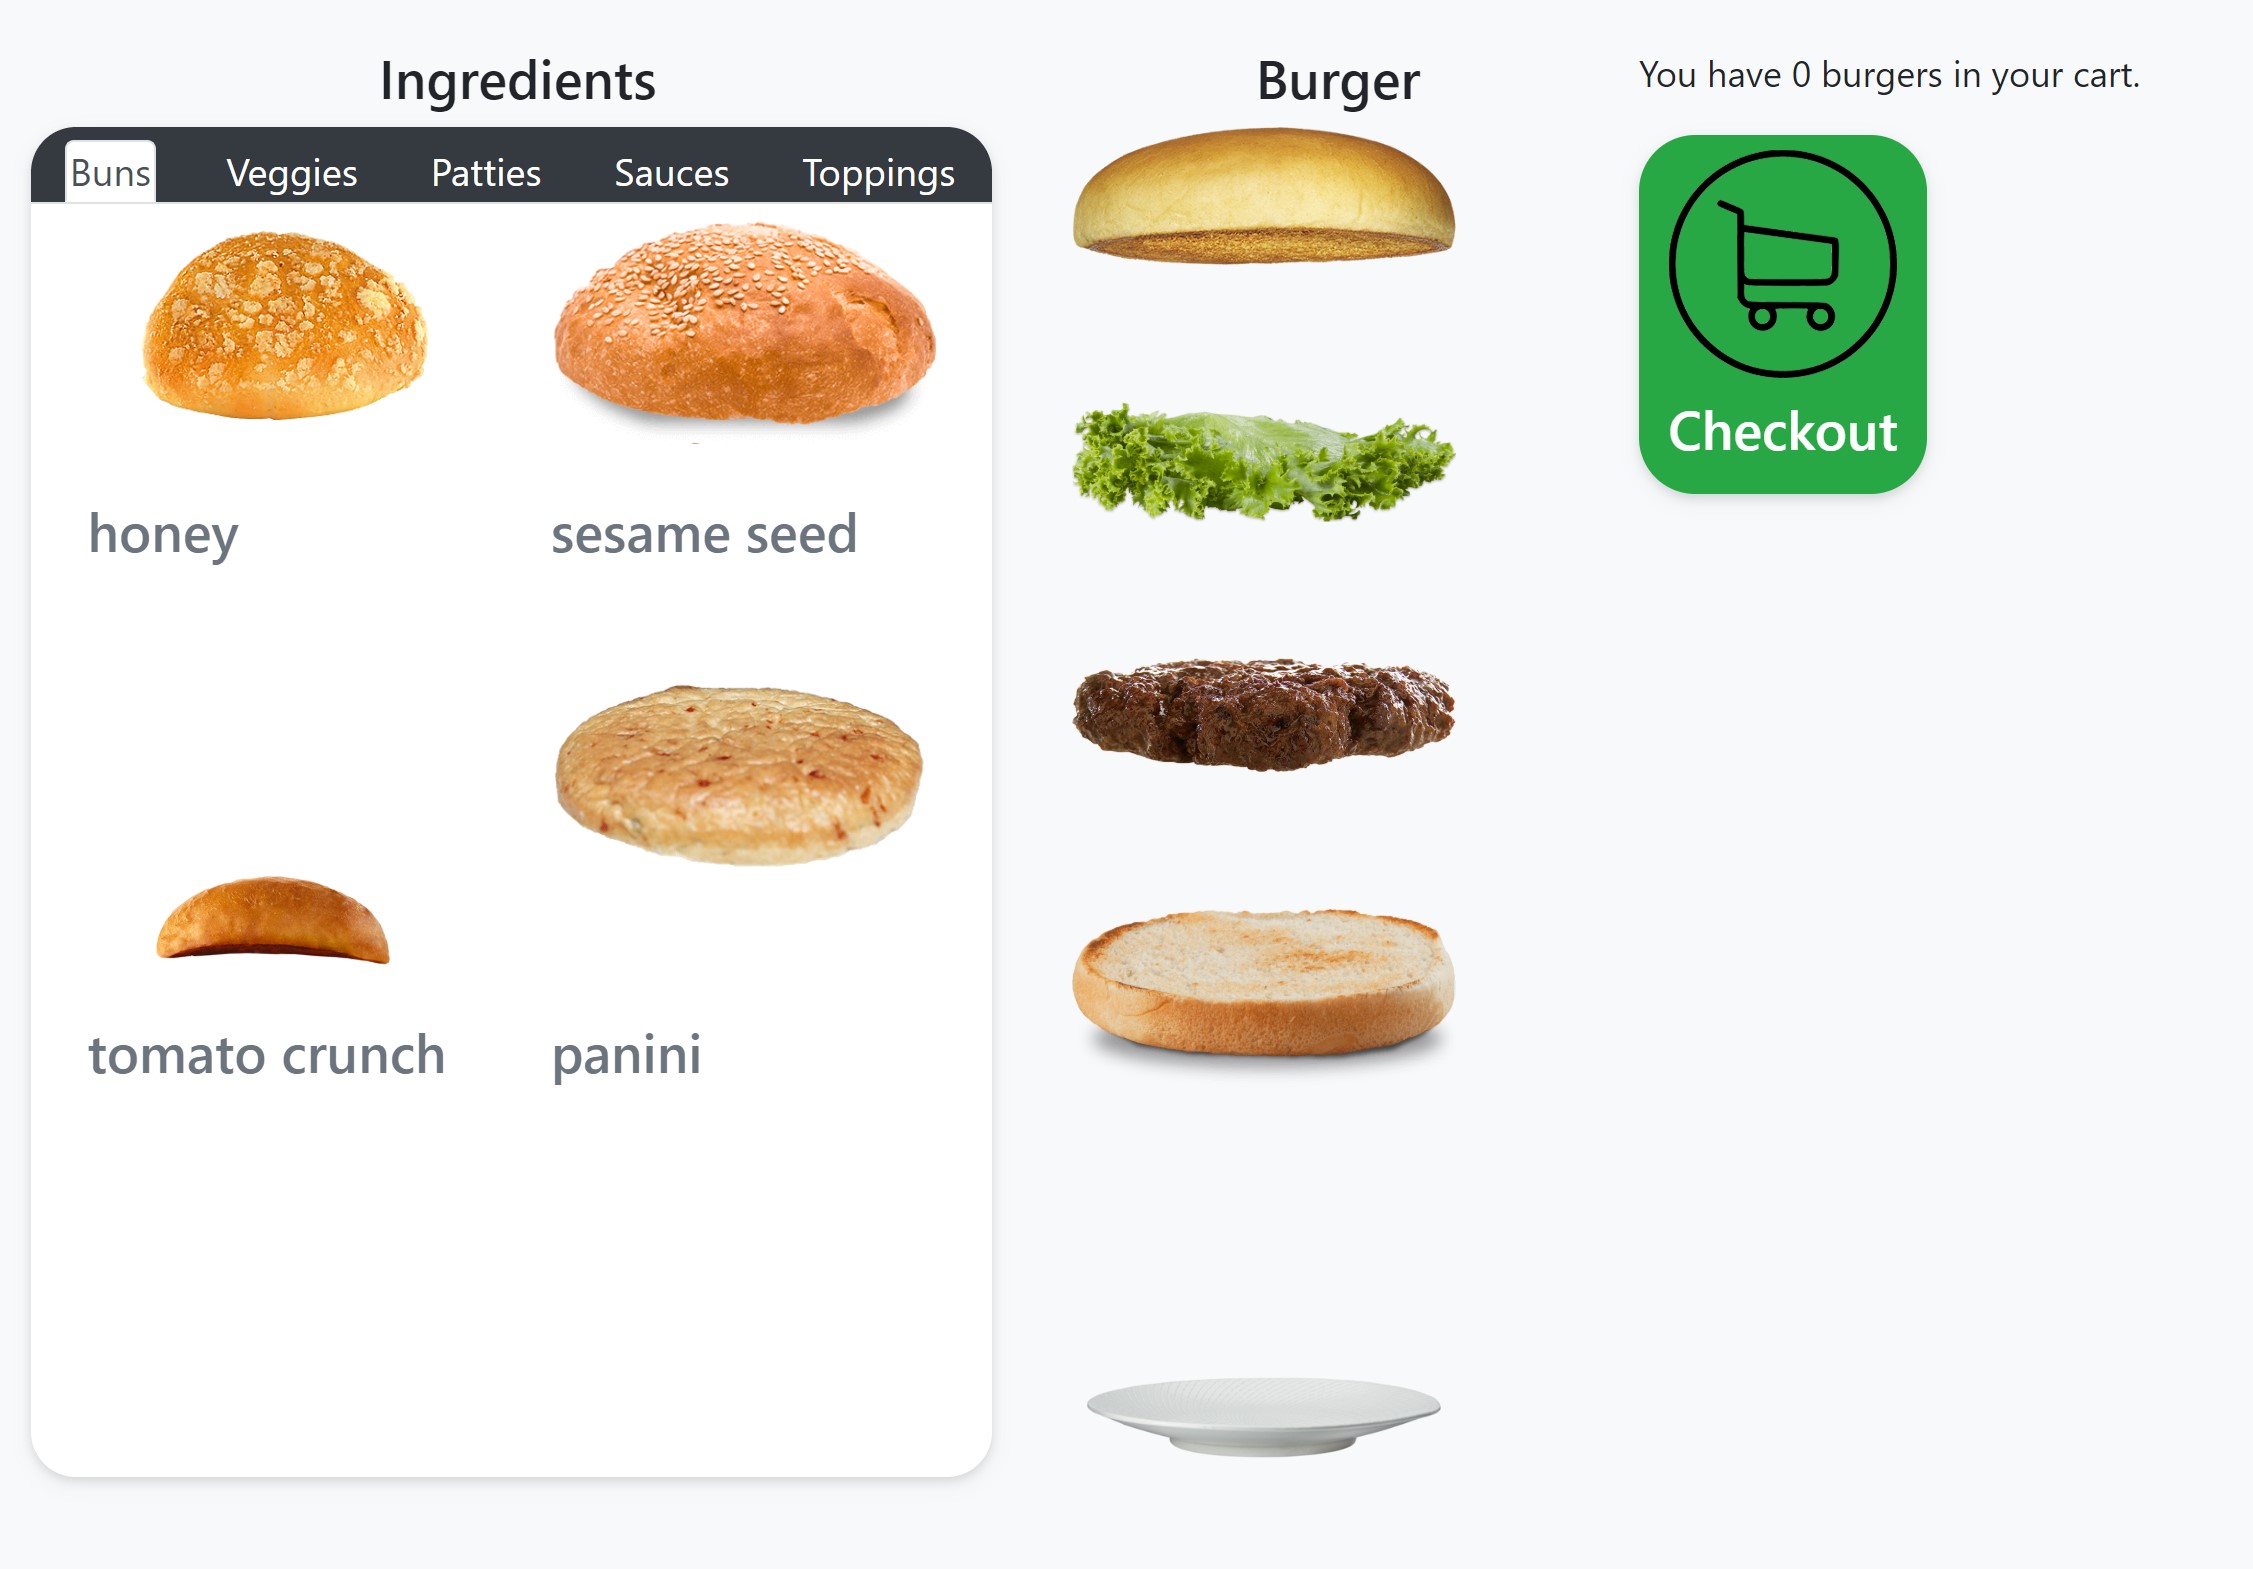 Ingredients
Buns Veggies Patties Sauces Toppings
honey sesame seed
tomato crunch panini
Burger
You have 0 burgers in your cart.
Checkout